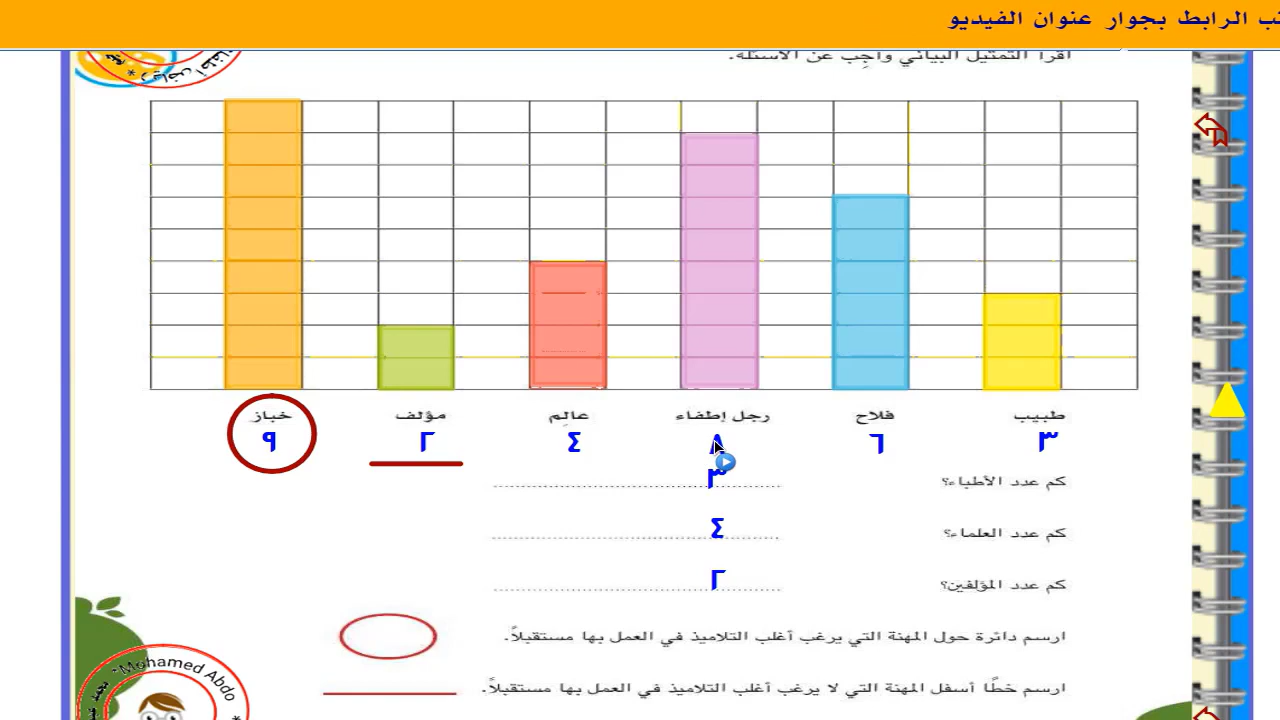 ـب الرابط بجوار عنوان الفيديو
اقرأ التمثيل البياني وأجِب عن الأسئلة.
طبيب فلاح رجل إطفاء عالِم مؤلف خباز
٣ ٦ ٨ ٤ ٢ ٩
كم عدد الأطباء؟ ٣
كم عدد العلماء؟ ٤
كم عدد المؤلفين؟ ٢
ارسم دائرة حول المهنة التي يرغب أغلب التلاميذ في العمل بها مستقبلاً.
ارسم خطًا أسفل المهنة التي لا يرغب أغلب التلاميذ في العمل بها مستقبلاً.
"Mohamed Abdo